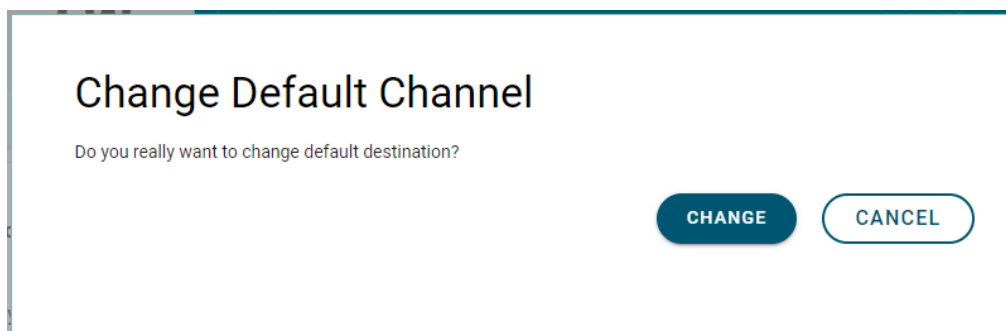 Change Default Channel
Do you really want to change default destination?
CHANGE
CANCEL